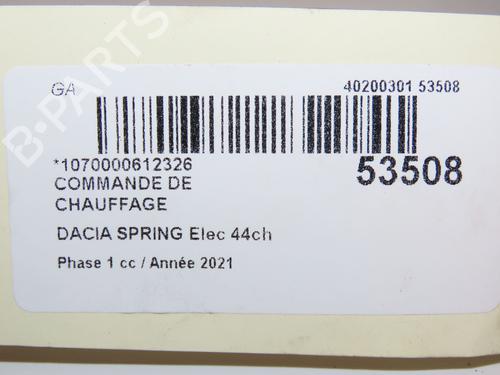 GA
40200301 53508
*1070000612326
53508
COMMANDE DE
CHAUFFAGE
DACIA SPRING Elec 44ch
Phase 1 cc / Année 2021
B-PARTS